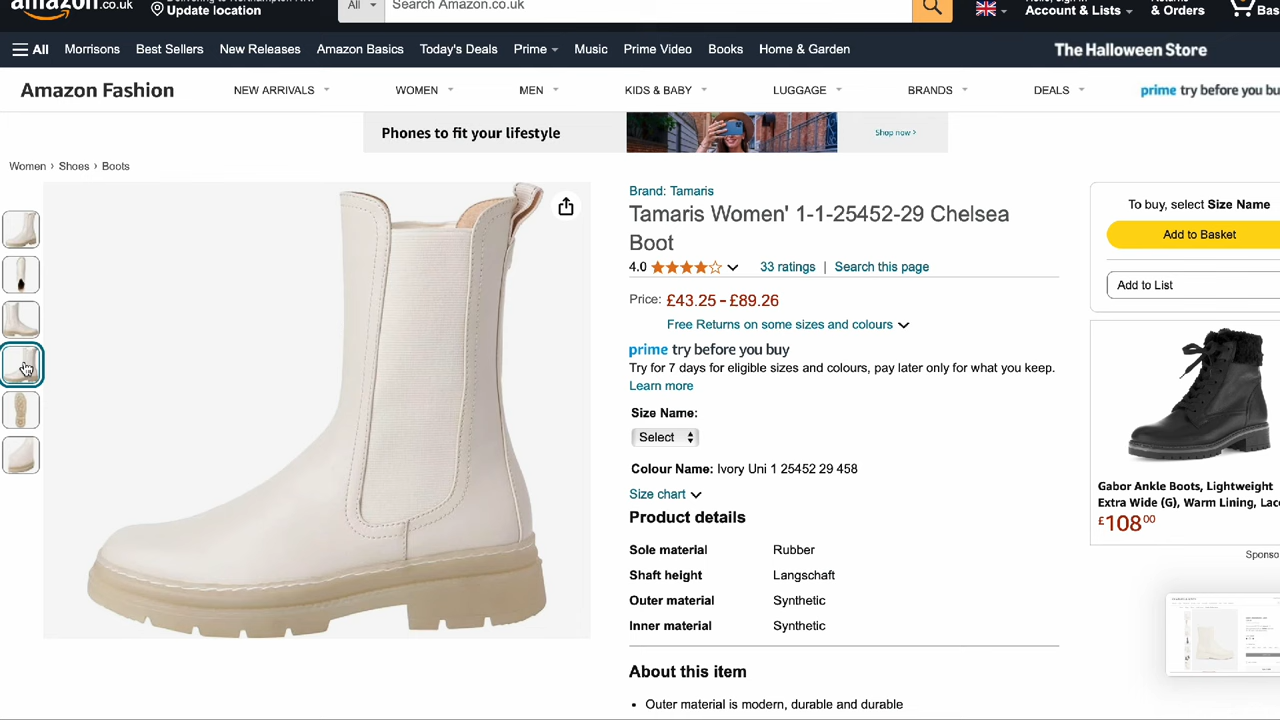 amazon.co.uk
Update location
All
Search Amazon.co.uk
Account & Lists
& Orders
All
Morrisons
Best Sellers
New Releases
Amazon Basics
Today's Deals
Prime
Music
Prime Video
Books
Home & Garden
The Halloween Store
Amazon Fashion
NEW ARRIVALS
WOMEN
MEN
KIDS & BABY
LUGGAGE
BRANDS
DEALS
prime try before you bu
Phones to fit your lifestyle
Shop now >
Women › Shoes › Boots
Brand: Tamaris
Tamaris Women' 1-1-25452-29 Chelsea
Boot
4.0
33 ratings | Search this page
Price: £43.25 - £89.26
Free Returns on some sizes and colours
prime try before you buy
Try for 7 days for eligible sizes and colours, pay later only for what you keep.
Learn more
Size Name:
Select
Colour Name: Ivory Uni 1 25452 29 458
Size chart
Product details
Sole material Rubber
Shaft height Langschaft
Outer material Synthetic
Inner material Synthetic
About this item
• Outer material is modern, durable and durable
To buy, select Size Name
Add to Basket
Add to List
Gabor Ankle Boots, Lightweight
Extra Wide (G), Warm Lining, Lac
£108.00
Sponso